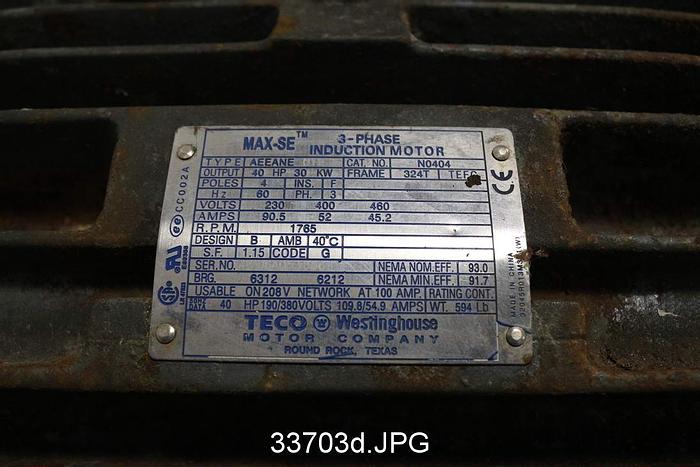 MAX-SE™ 3-PHASE INDUCTION MOTOR
TYPE AEEANE CAT. NO. N0404
OUTPUT 40 HP 30 KW FRAME 324T TEFC
POLES 4 INS. F
Hz 60 PH. 3
VOLTS 230 400 460
AMPS 90.5 52 45.2
R.P.M. 1765
DESIGN B AMB 40°C
S.F. 1.15 CODE G
SER.NO. NEMA NOM.EFF. 93.0
BRG. 6312 6212 NEMA MIN.EFF. 91.7
USABLE ON 208V NETWORK AT 100 AMP. RATING CONT.
50HZ DATA 40 HP 190/380VOLTS 109.8/54.9 AMPS WT. 594 Lb
TECO W Westinghouse
MOTOR COMPANY
ROUND ROCK, TEXAS
CC002A
CE
MADE IN CHINA
33703d.JPG